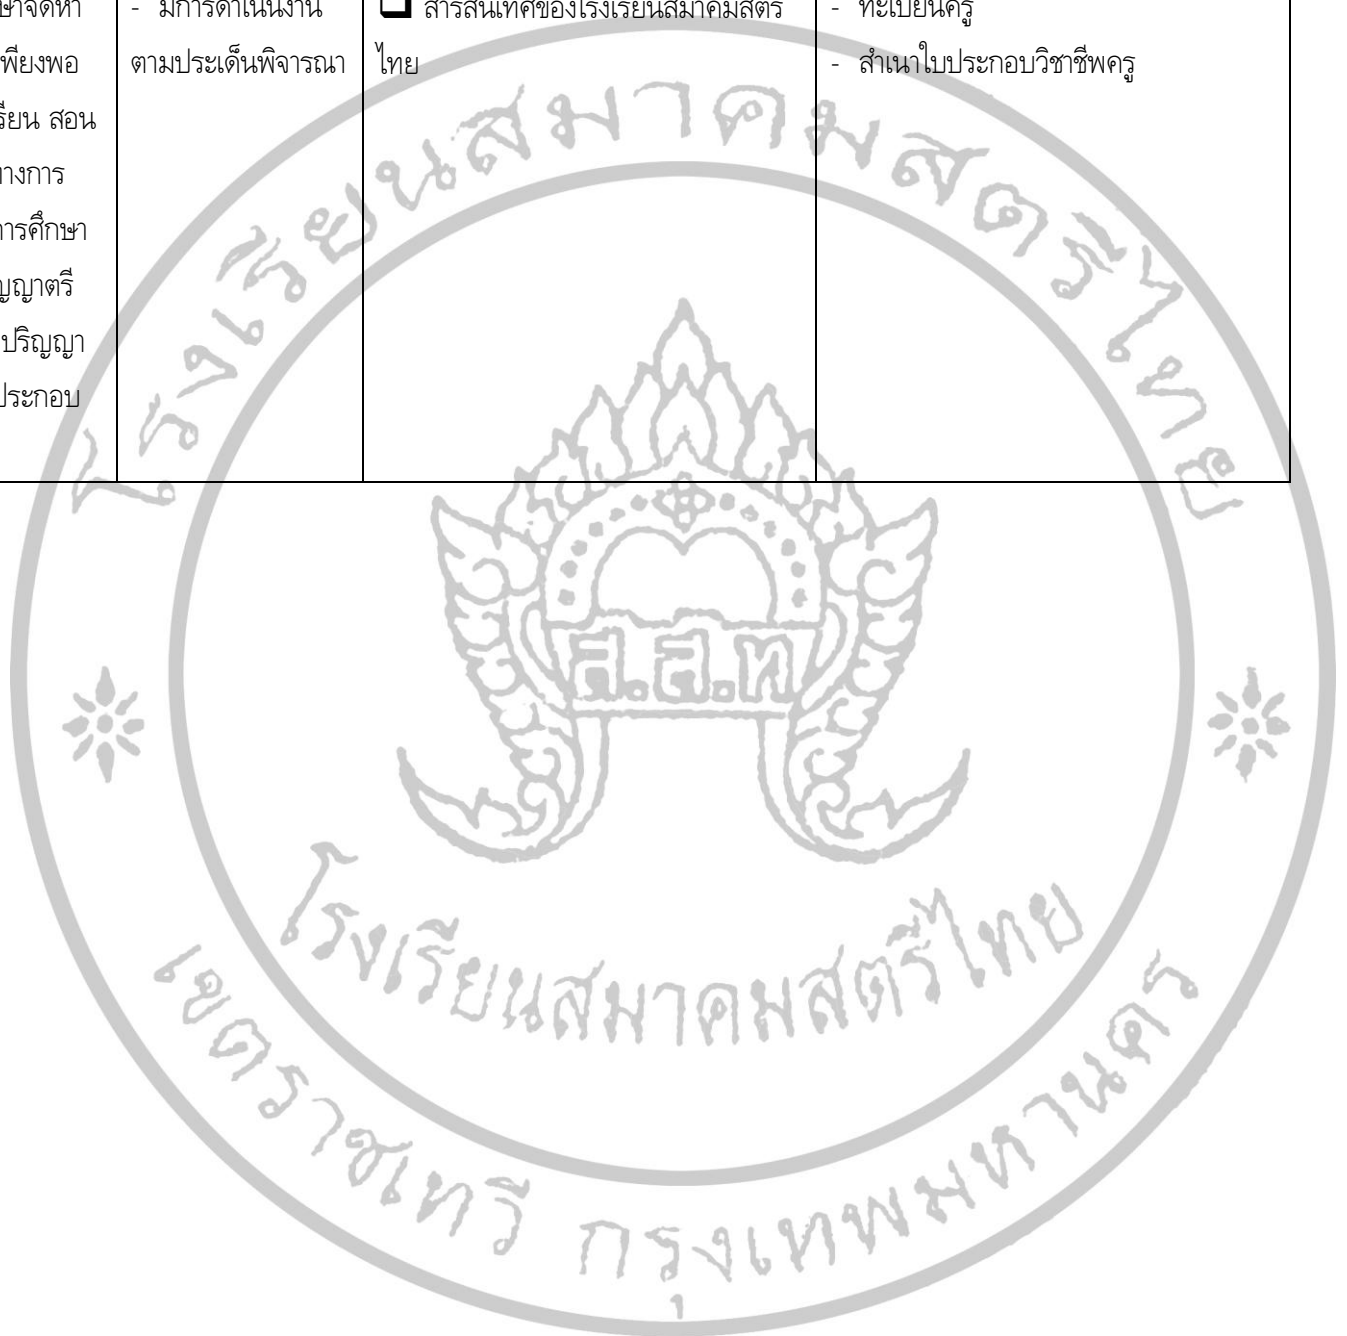 ษาจัดหา
พียงพอ
รียน สอน
ทางการ
การศึกษา
ญญาตรี
ปริญญา
ประกอบ
- มีการดำเนินงาน
ตามประเด็นพิจารณา
❑ สารสนเทศของโรงเรียนสมาคมสตรี
ไทย
- ทะเบียนครู
- สำเนาใบประกอบวิชาชีพครู
โรงเรียนสมาคมสตรีไทย
ส.ส.ท
โรงเรียนสมาคมสตรีไทย
เขตราชเทวี กรุงเทพมหานคร